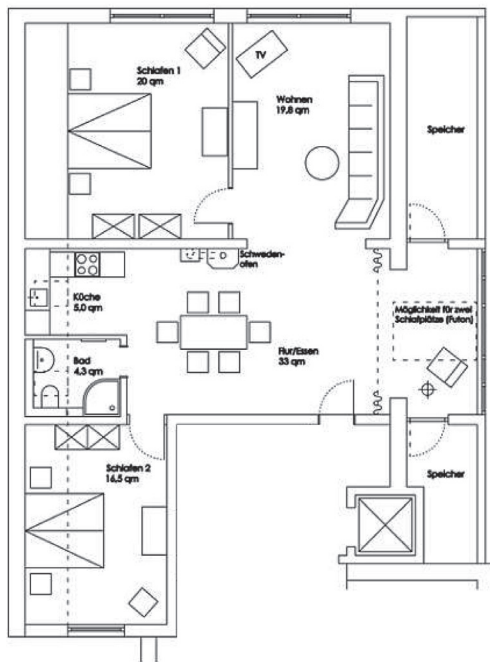 TV
Schlafen 1
20 qm
Wohnen
19,8 qm
Speicher
Schweden-
ofen
Küche
5,0 qm
Möglichkeit für zwei
Schlafplätze (Futon)
Bad
4,3 qm
Flur/Essen
33 qm
Schlafen 2
16,5 qm
Speicher